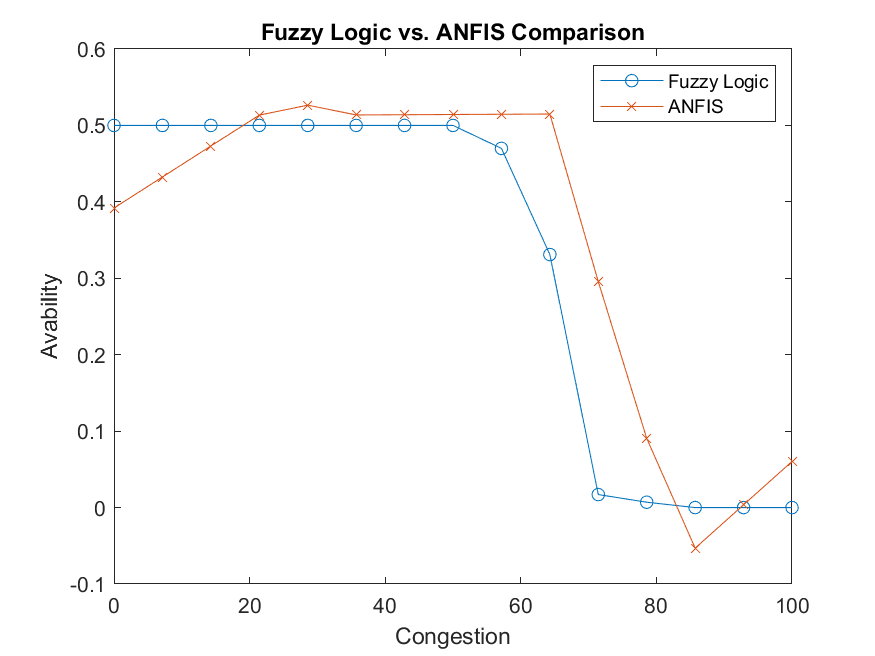 Fuzzy Logic vs. ANFIS Comparison
0.6
0.5
0.4
0.3
0.2
0.1
0
-0.1
Avability
Fuzzy Logic
ANFIS
0 20 40 60 80 100
Congestion